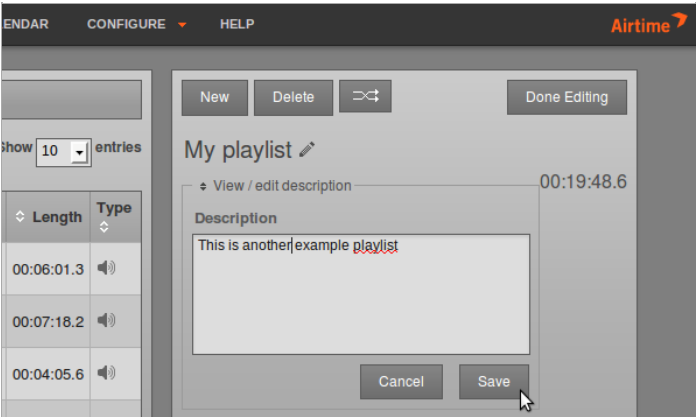 LENDAR CONFIGURE HELP Airtime
New Delete Done Editing
Show 10 entries
My playlist
View / edit description 00:19:48.6
Length Type
Description
This is another example playlist
00:06:01.3
00:07:18.2
00:04:05.6
Cancel Save